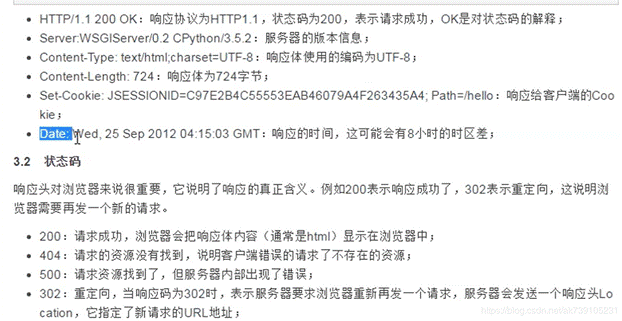 HTTP/1.1 200 OK：响应协议为HTTP1.1，状态码为200，表示请求成功，OK是对状态码的解释；
Server:WSGIServer/0.2 CPython/3.5.2：服务器的版本信息；
Content-Type: text/html;charset=UTF-8：响应体使用的编码为UTF-8；
Content-Length: 724：响应体为724字节；
Set-Cookie: JSESSIONID=C97E2B4C55553EAB46079A4F263435A4; Path=/hello：响应给客户端的Coo
kie；
Date: Wed, 25 Sep 2012 04:15:03 GMT：响应的时间，这可能会有8小时的时区差；
3.2 状态码
响应头对浏览器来说很重要，它说明了响应的真正含义。例如200表示响应成功了，302表示重定向，这说明浏
览器需要再发一个新的请求。
200：请求成功，浏览器会把响应体内容（通常是html）显示在浏览器中；
404：请求的资源没有找到，说明客户端错误的请求了不存在的资源；
500：请求资源找到了，但服务器内部出现了错误；
302：重定向，当响应码为302时，表示服务器要求浏览器重新再发一个请求，服务器会发送一个响应头Lo
cation，它指定了新请求的URL地址；